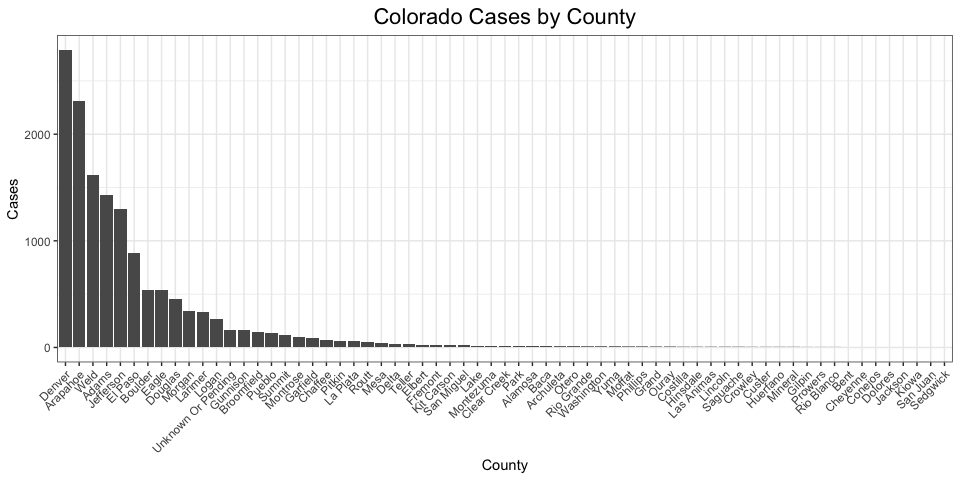 Colorado Cases by County
Cases
2000
1000
0
Denver
Arapahoe
Weld
Adams
Jefferson
El Paso
Boulder
Eagle
Douglas
Morgan
Larimer
Logan
Unknown Or Pending
Gunnison
Broomfield
Pueblo
Summit
Montrose
Garfield
Chaffee
Pitkin
La Plata
Routt
Mesa
Delta
Teller
Elbert
Fremont
Kit Carson
San Miguel
Lake
Montezuma
Clear Creek
Park
Alamosa
Baca
Archuleta
Otero
Rio Grande
Washington
Yuma
Moffat
Phillips
Grand
Ouray
Costilla
Hinsdale
Las Animas
Lincoln
Saguache
Crowley
Custer
Huerfano
Mineral
Gilpin
Prowers
Rio Blanco
Bent
Cheyenne
Conejos
Dolores
Jackson
Kiowa
San Juan
Sedgwick
County